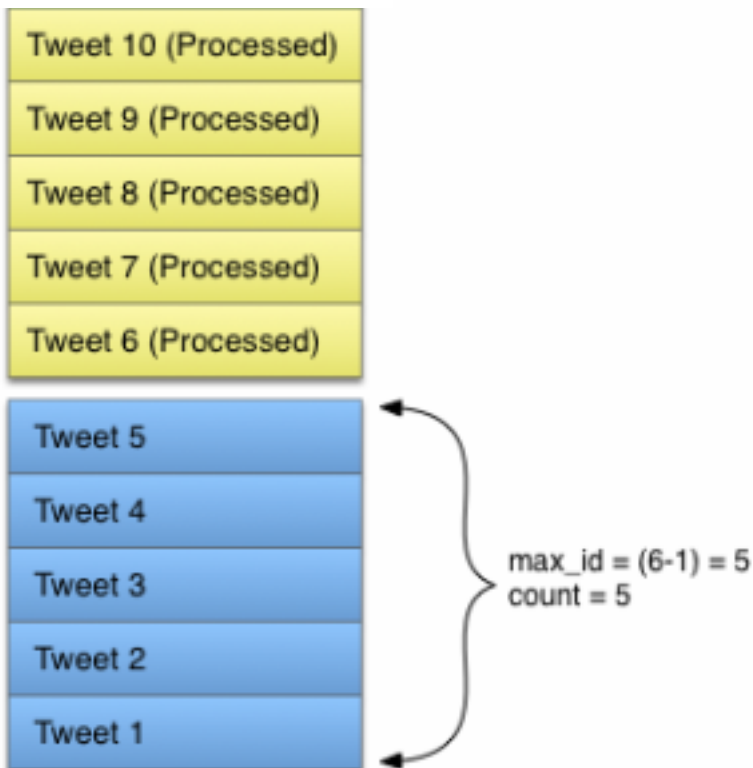 Tweet 10 (Processed)
Tweet 9 (Processed)
Tweet 8 (Processed)
Tweet 7 (Processed)
Tweet 6 (Processed)
Tweet 5
Tweet 4
Tweet 3
Tweet 2
Tweet 1
max_id = (6-1) = 5
count = 5